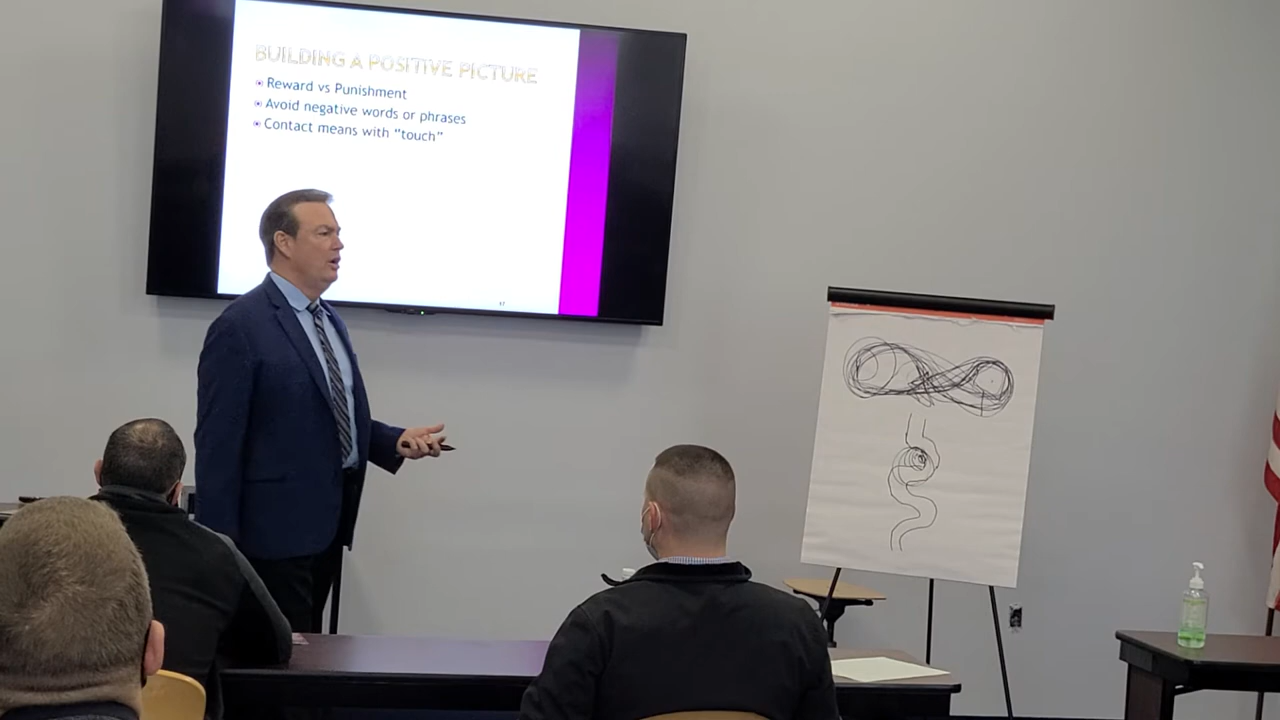 BUILDING A POSITIVE PICTURE
Reward vs Punishment
Avoid negative words or phrases
Contact means with "touch"